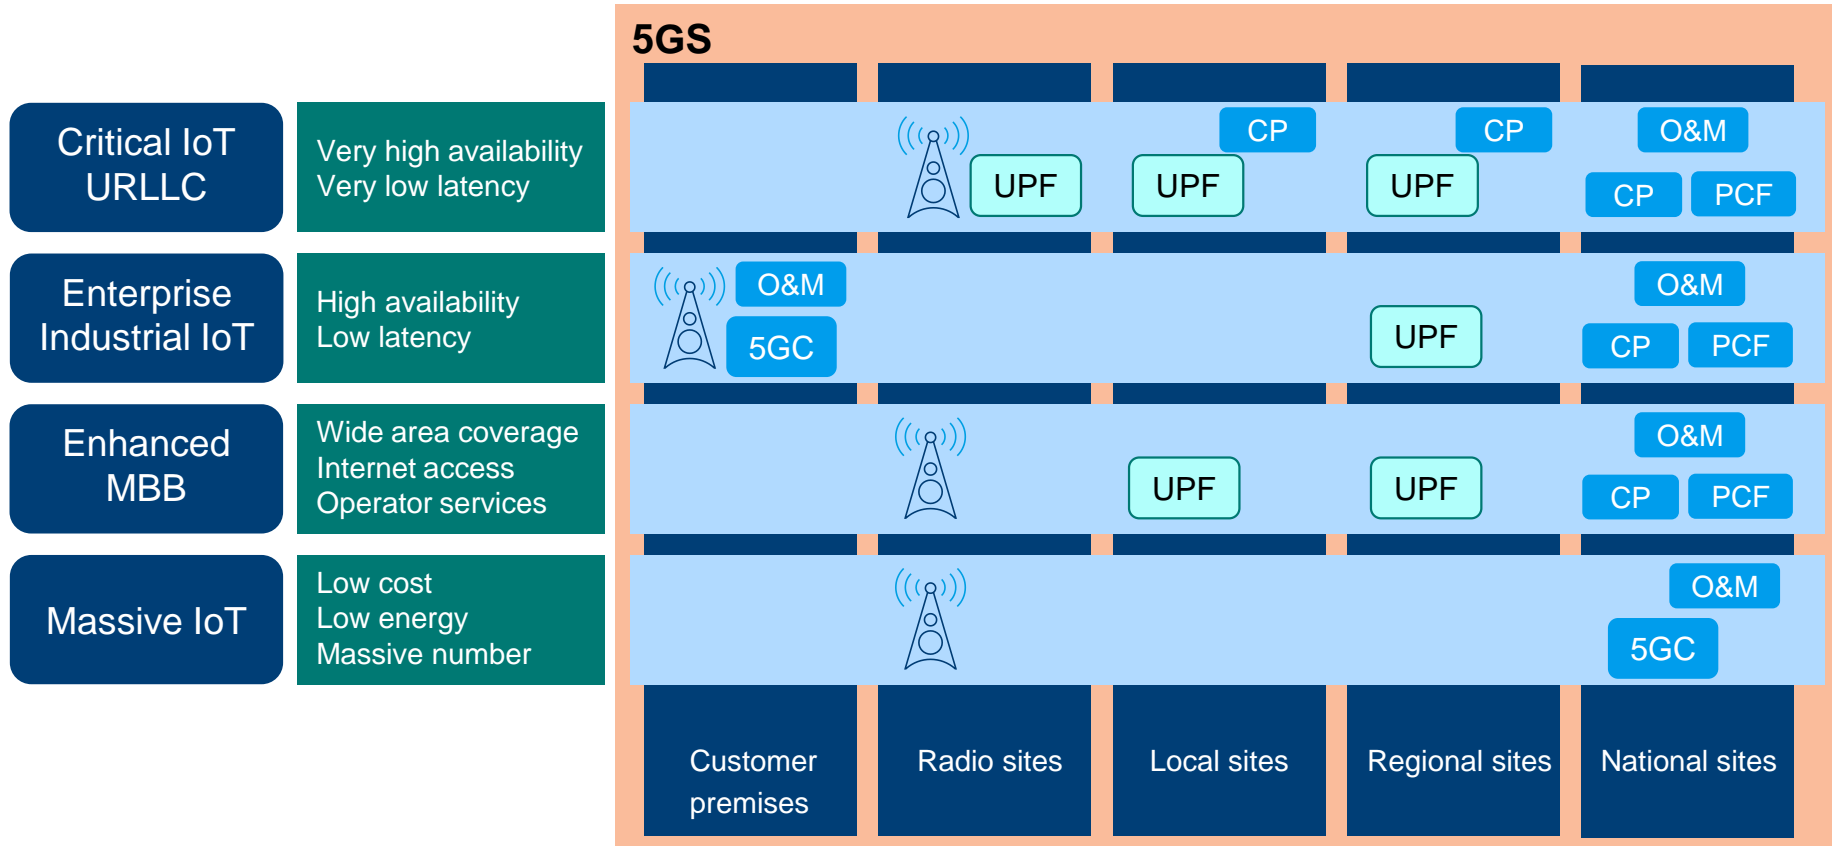 5GS
Critical IoT
URLLC
Very high availability
Very low latency
CP
CP
O&M
UPF
UPF
UPF
CP
PCF
Enterprise
Industrial IoT
High availability
Low latency
O&M
5GC
UPF
O&M
CP
PCF
Enhanced
MBB
Wide area coverage
Internet access
Operator services
UPF
UPF
O&M
CP
PCF
Massive IoT
Low cost
Low energy
Massive number
O&M
5GC
Customer
premises
Radio sites
Local sites
Regional sites
National sites